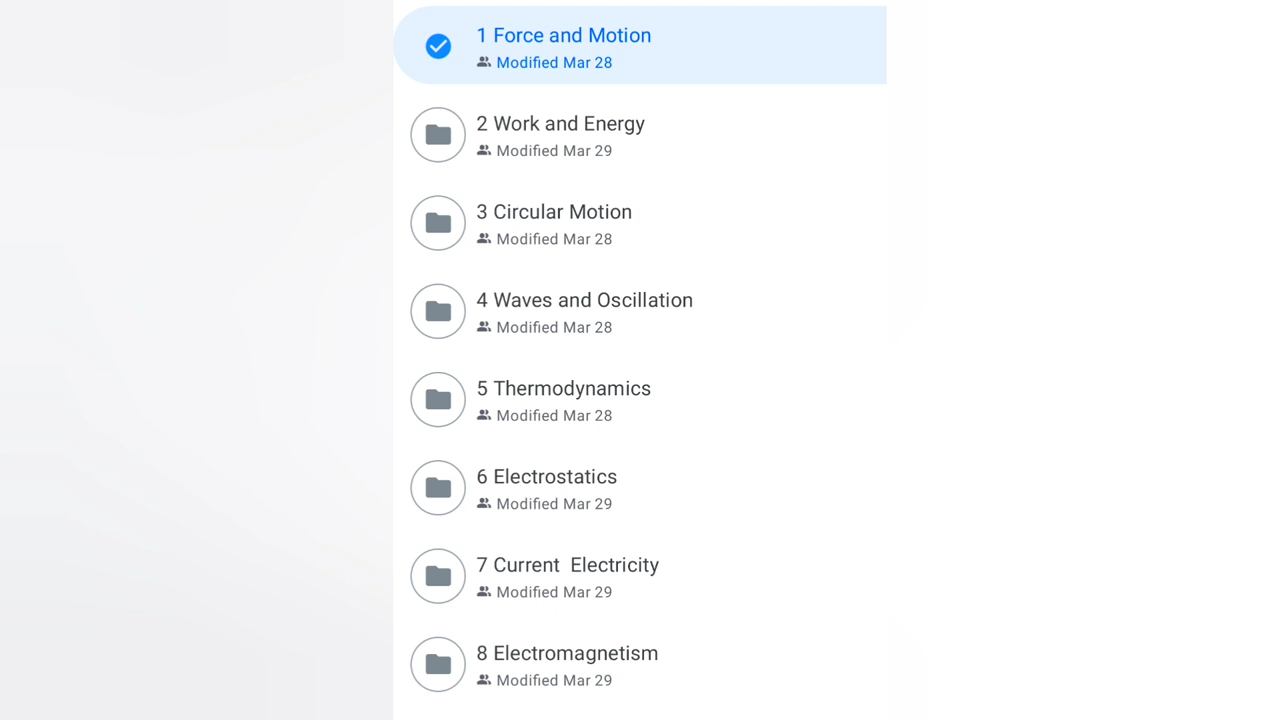 1 Force and Motion
Modified Mar 28
2 Work and Energy
Modified Mar 29
3 Circular Motion
Modified Mar 28
4 Waves and Oscillation
Modified Mar 28
5 Thermodynamics
Modified Mar 28
6 Electrostatics
Modified Mar 29
7 Current  Electricity
Modified Mar 29
8 Electromagnetism
Modified Mar 29